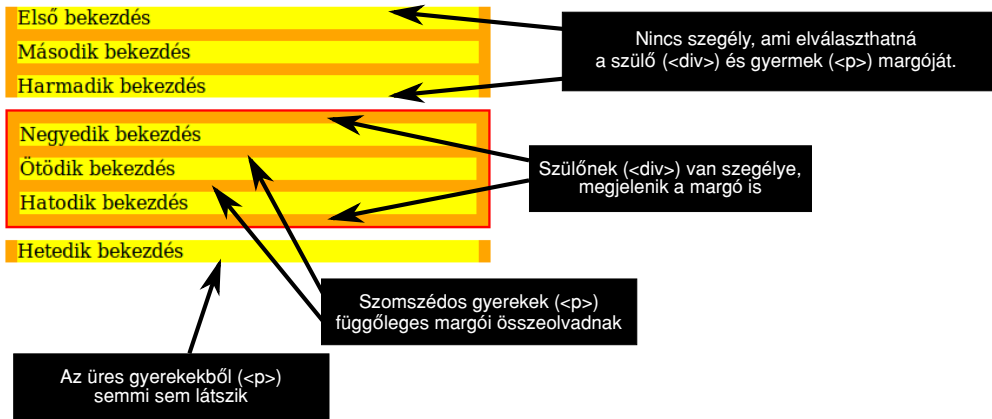 Első bekezdés
Második bekezdés
Harmadik bekezdés
Nincs szegély, ami elválaszthatná
a szülő (<div>) és gyermek (<p>) margóját.
Negyedik bekezdés
Ötödik bekezdés
Hatodik bekezdés
Szülőnek (<div>) van szegélye,
megjelenik a margó is
Hetedik bekezdés
Szomszédos gyerekek (<p>)
függőleges margói összeolvadnak
Az üres gyerekekből (<p>)
semmi sem látszik